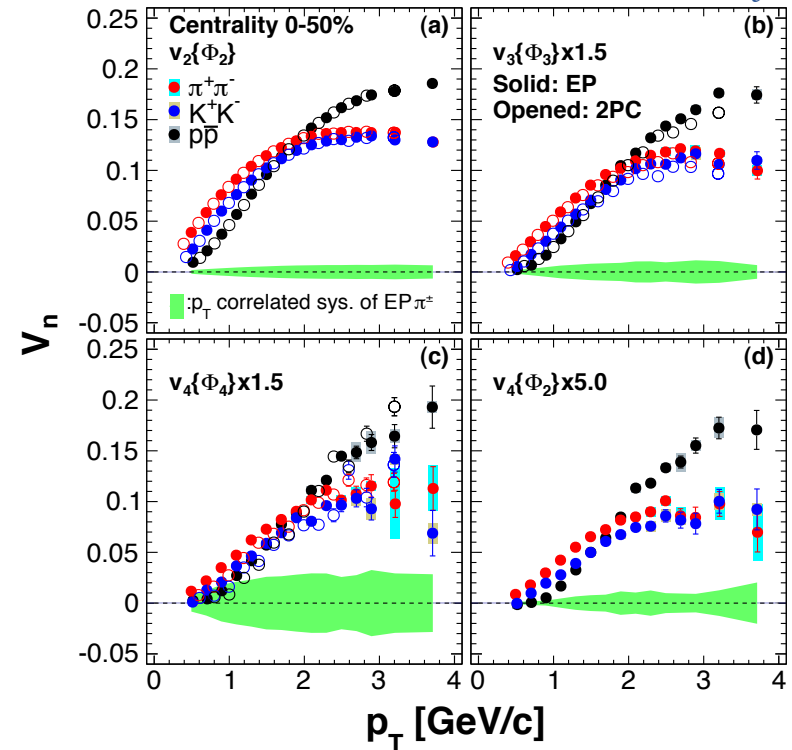 Centrality 0-50% (a)
v₂{Φ₂}
π⁺π⁻
K⁺K⁻
pp̅
:p_T correlated sys. of EPπ^±
(b)
v₃{Φ₃}x1.5
Solid: EP
Opened: 2PC
(c)
v₄{Φ₄}x1.5
(d)
v₄{Φ₂}x5.0
V_n
0.25
0.2
0.15
0.1
0.05
0
-0.05
0.25
0.2
0.15
0.1
0.05
0
-0.05
0 1 2 3 4
0 1 2 3 4
p_T [GeV/c]